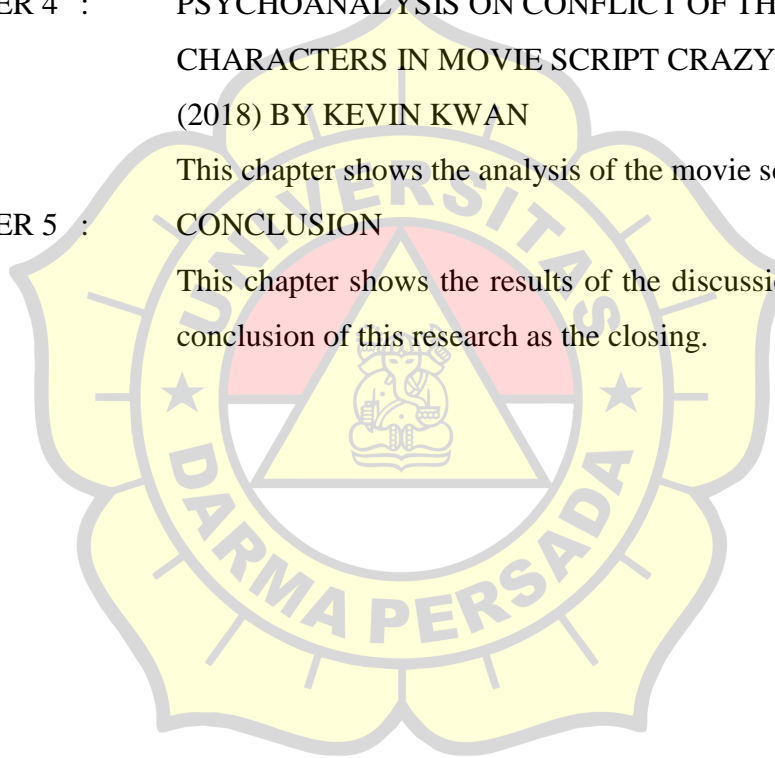 ER 4 : PSYCHOANALYSIS ON CONFLICT OF TH
CHARACTERS IN MOVIE SCRIPT CRAZY
(2018) BY KEVIN KWAN
This chapter shows the analysis of the movie s
ER 5 : CONCLUSION
This chapter shows the results of the discussi
conclusion of this research as the closing.
UNIVERSITAS
DARMA PERSADA